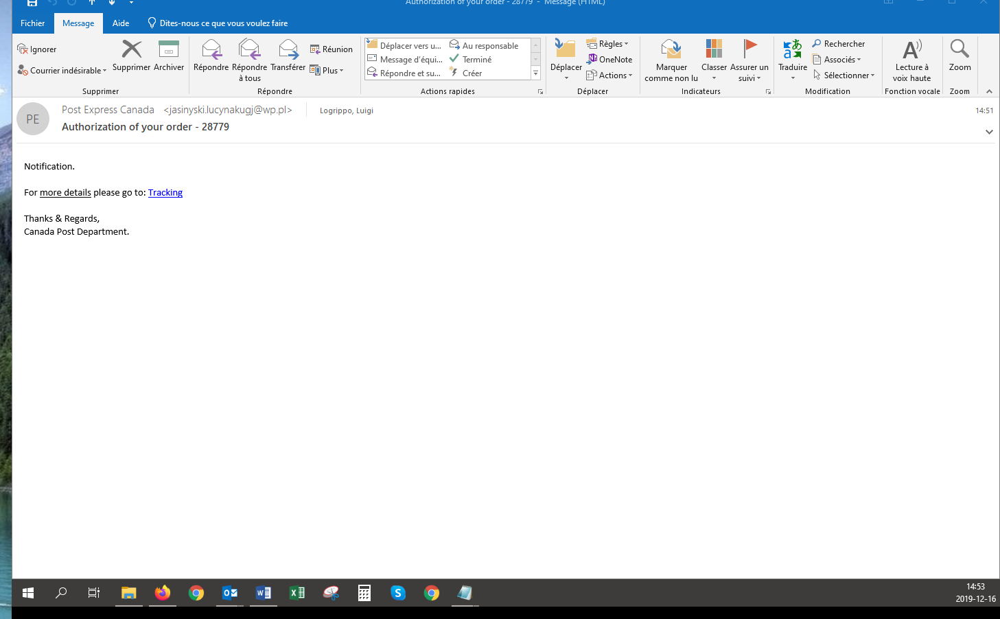 Authorization of your order - 28779 - Message (HTML)
Fichier Message Aide Dites-nous ce que vous voulez faire
Ignorer
Courrier indésirable
Supprimer Archiver
Supprimer
Répondre Répondre à tous Transférer
Réunion
Plus
Répondre
Déplacer vers u... Au responsable
Message d'équi... Terminé
Répondre et su... Créer
Actions rapides
Déplacer
Règles
OneNote
Actions
Déplacer
Marquer comme non lu
Classer
Assurer un suivi
Indicateurs
Traduire
Rechercher
Associés
Sélectionner
Modification
Lecture à voix haute
Fonction vocale
Zoom
Zoom
PE
Post Express Canada <jasinyski.lucynakugj@wp.pl> Logrippo, Luigi 14:51
Authorization of your order - 28779
Notification.
For more details please go to: Tracking
Thanks & Regards,
Canada Post Department.
14:53
2019-12-16